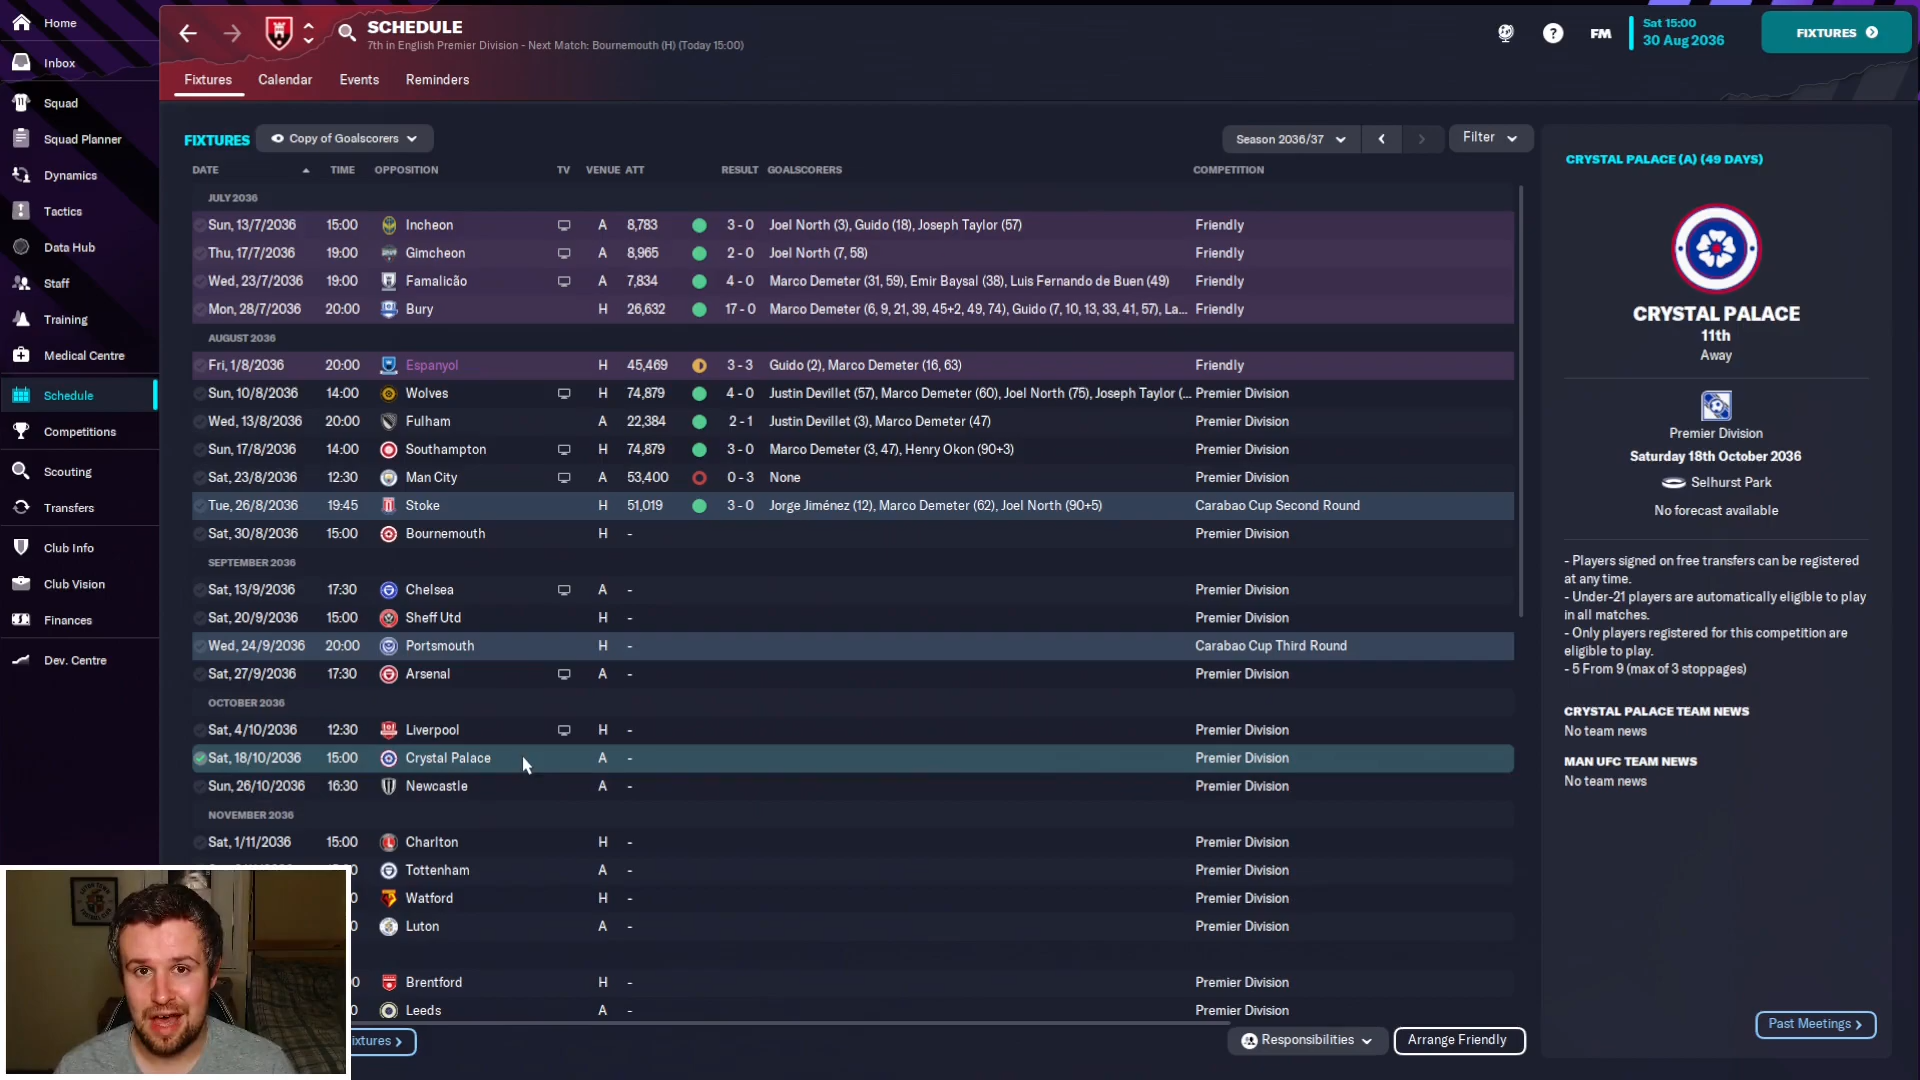 Home
Inbox
Squad
Squad Planner
Dynamics
Tactics
Data Hub
Staff
Training
Medical Centre
Schedule
Competitions
Scouting
Transfers
Club Info
Club Vision
Finances
Dev. Centre
SCHEDULE
7th in English Premier Division - Next Match: Bournemouth (H) (Today 15:00)
FM
Sat 15:00
30 Aug 2036
FIXTURES
Fixtures Calendar Events Reminders
FIXTURES Copy of Goalscorers Season 2036/37 Filter
DATE TIME OPPOSITION TV VENUE ATT RESULT GOALSCORERS COMPETITION
JULY 2036
Sun, 13/7/2036 15:00 Incheon A 8,783 3 - 0 Joel North (3), Guido (18), Joseph Taylor (57) Friendly
Thu, 17/7/2036 19:00 Gimcheon A 8,965 2 - 0 Joel North (7, 58) Friendly
Wed, 23/7/2036 19:00 Famalicão A 7,834 4 - 0 Marco Demeter (31, 59), Emir Baysal (38), Luis Fernando de Buen (49) Friendly
Mon, 28/7/2036 20:00 Bury H 26,632 17 - 0 Marco Demeter (6, 9, 21, 39, 45+2, 49, 74), Guido (7, 10, 13, 33, 41, 57), La... Friendly
AUGUST 2036
Fri, 1/8/2036 20:00 Espanyol H 45,469 3 - 3 Guido (2), Marco Demeter (16, 63) Friendly
Sun, 10/8/2036 14:00 Wolves H 74,879 4 - 0 Justin Devillet (57), Marco Demeter (60), Joel North (75), Joseph Taylor (... Premier Division
Wed, 13/8/2036 20:00 Fulham A 22,384 2 - 1 Justin Devillet (3), Marco Demeter (47) Premier Division
Sun, 17/8/2036 14:00 Southampton H 74,879 3 - 0 Marco Demeter (3, 47), Henry Okon (90+3) Premier Division
Sat, 23/8/2036 12:30 Man City A 53,400 0 - 3 None Premier Division
Tue, 26/8/2036 19:45 Stoke H 51,019 3 - 0 Jorge Jiménez (12), Marco Demeter (62), Joel North (90+5) Carabao Cup Second Round
Sat, 30/8/2036 15:00 Bournemouth H - Premier Division
SEPTEMBER 2036
Sat, 13/9/2036 17:30 Chelsea A - Premier Division
Sat, 20/9/2036 15:00 Sheff Utd H - Premier Division
Wed, 24/9/2036 20:00 Portsmouth H - Carabao Cup Third Round
Sat, 27/9/2036 17:30 Arsenal A - Premier Division
OCTOBER 2036
Sat, 4/10/2036 12:30 Liverpool H - Premier Division
Sat, 18/10/2036 15:00 Crystal Palace A - Premier Division
Sun, 26/10/2036 16:30 Newcastle A - Premier Division
NOVEMBER 2036
Sat, 1/11/2036 15:00 Charlton H - Premier Division
Tottenham A - Premier Division
0 Watford H - Premier Division
0 Luton A - Premier Division
0 Brentford H - Premier Division
0 Leeds A - Premier Division
ixtures
Responsibilities Arrange Friendly
CRYSTAL PALACE (A) (49 DAYS)
CRYSTAL PALACE
11th
Away
Premier Division
Saturday 18th October 2036
Selhurst Park
No forecast available
- Players signed on free transfers can be registered
at any time.
- Under-21 players are automatically eligible to play
in all matches.
- Only players registered for this competition are
eligible to play.
- 5 From 9 (max of 3 stoppages)
CRYSTAL PALACE TEAM NEWS
No team news
MAN UFC TEAM NEWS
No team news
Past Meetings